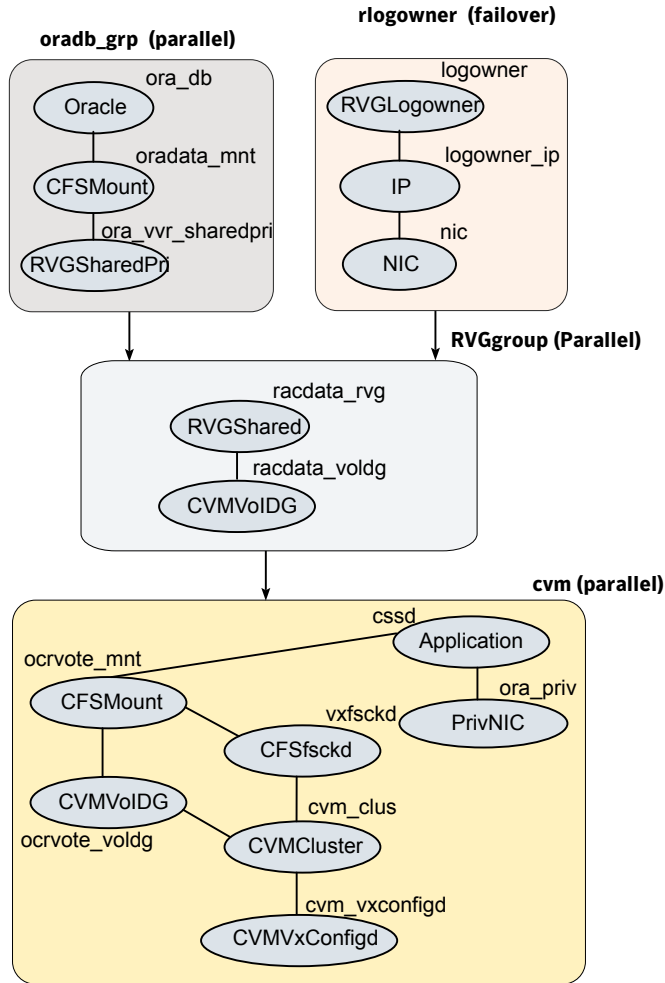 rlogowner (failover)
oradb_grp (parallel)
ora_db
Oracle
oradata_mnt
CFSMount
ora_vvr_sharedpri
RVGSharedPri
logowner
RVGLogowner
logowner_ip
IP
nic
NIC
RVGgroup (Parallel)
racdata_rvg
RVGShared
racdata_voldg
CVMVolDG
cvm (parallel)
cssd
Application
ocrvote_mnt
CFSMount
ora_priv
PrivNIC
vxfsckd
CFSfsckd
CVMVolDG
ocrvote_voldg
cvm_clus
CVMCluster
cvm_vxconfigd
CVMVxConfigd